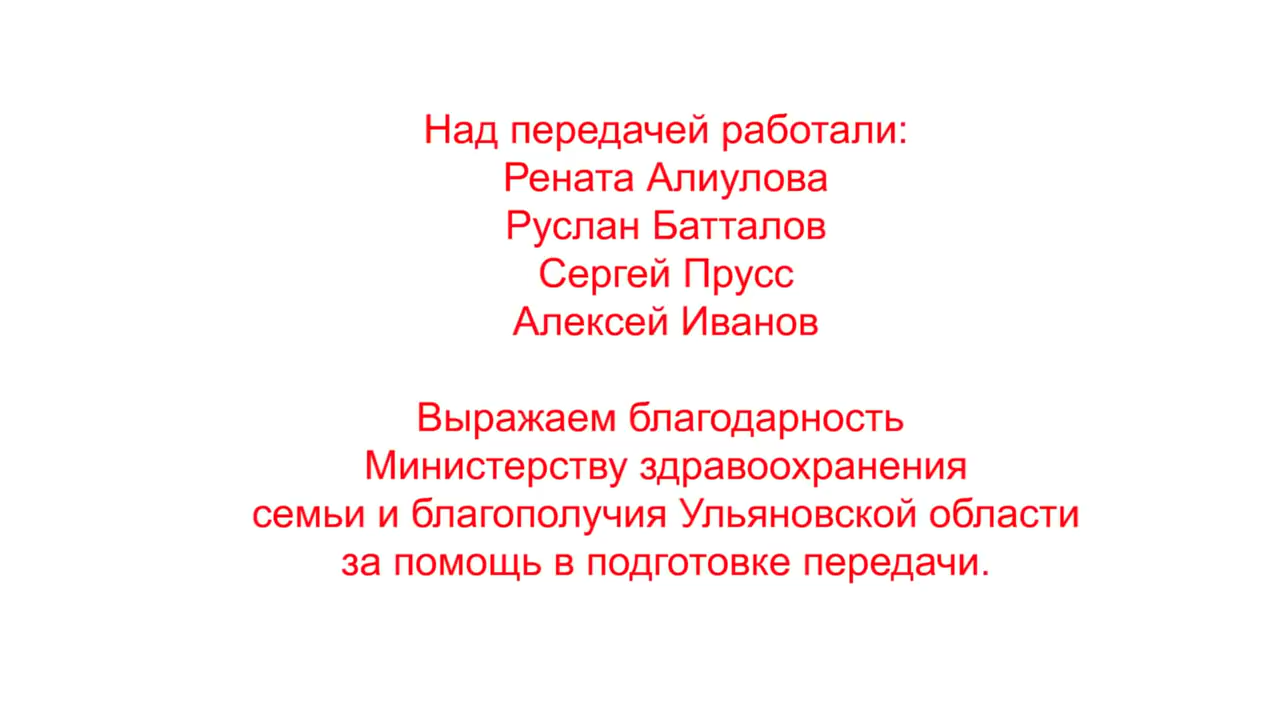 Над передачей работали:
Рената Алиулова
Руслан Батталов
Сергей Прусс
Алексей Иванов
Выражаем благодарность
Министерству здравоохранения
семьи и благополучия Ульяновской области
за помощь в подготовке передачи.